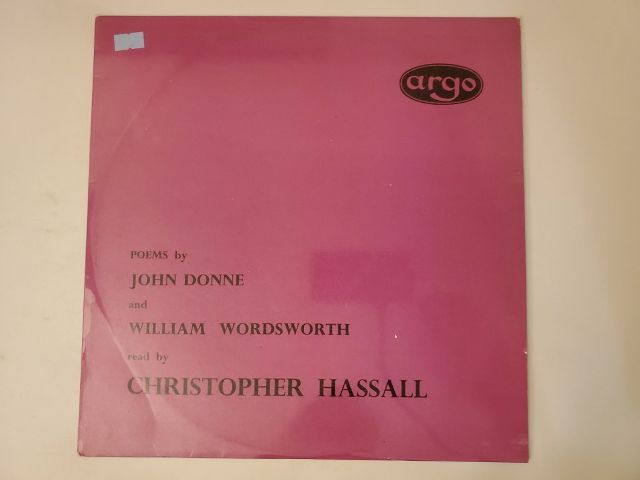 argo
POEMS by
JOHN DONNE
and
WILLIAM WORDSWORTH
read by
CHRISTOPHER HASSALL